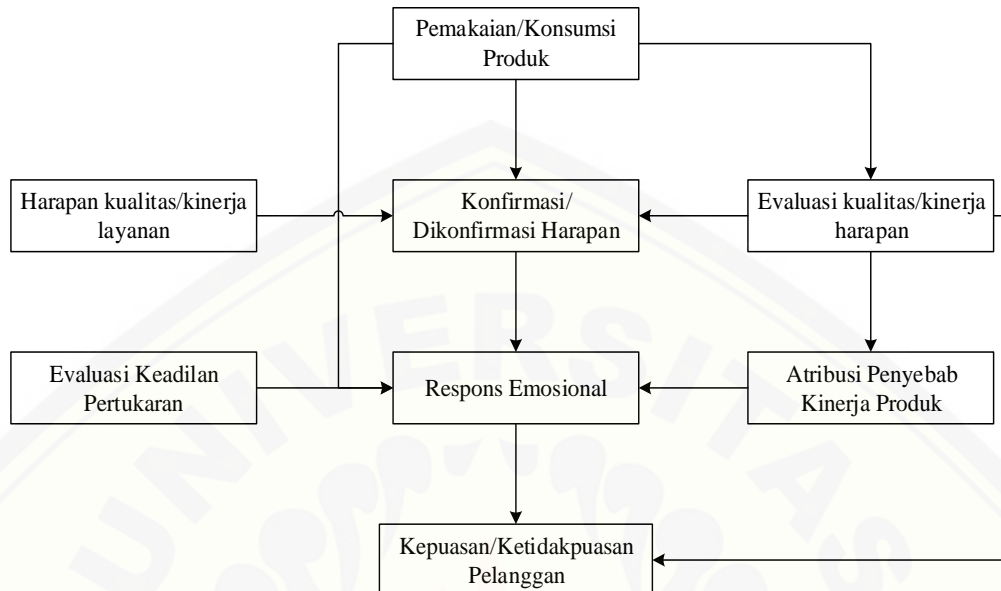 Pemakaian/Konsumsi
Produk
Harapan kualitas/kinerja
layanan
Konfirmasi/
Dikonfirmasi Harapan
Evaluasi kualitas/kinerja
harapan
Evaluasi Keadilan
Pertukaran
Respons Emosional
Atribusi Penyebab
Kinerja Produk
Kepuasan/Ketidakpuasan
Pelanggan
UNIVERSITAS